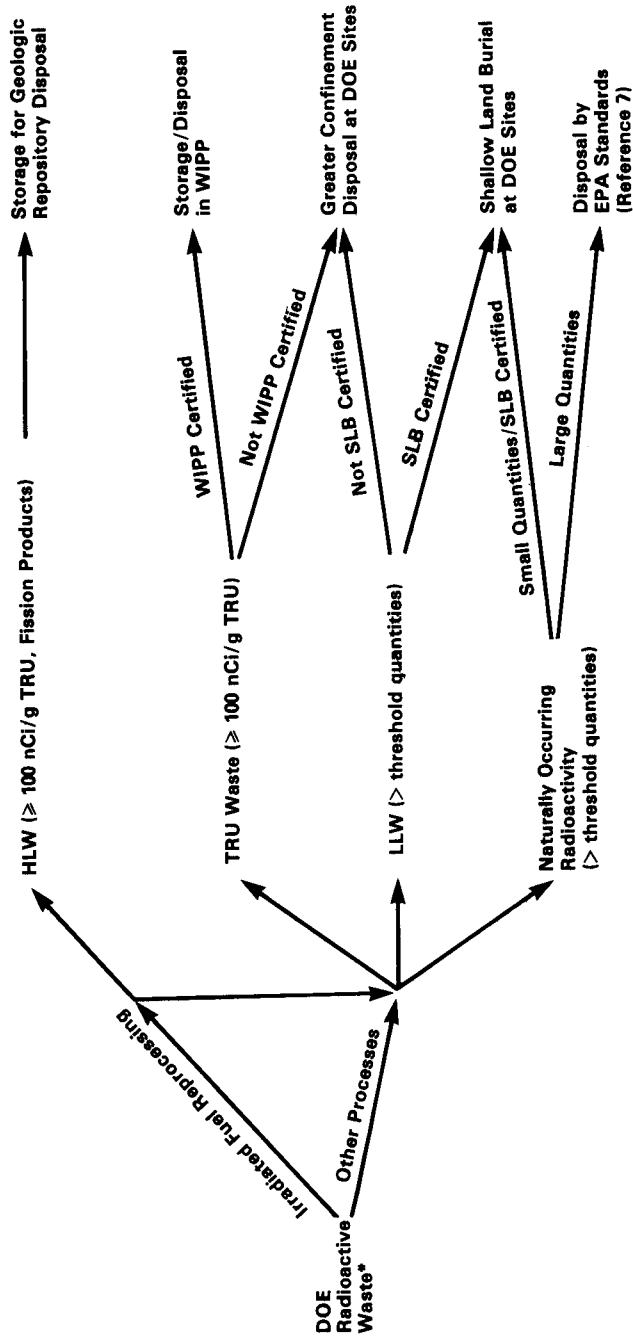 DOE
Radioactive
Waste*
Irradiated Fuel Reprocessing
Other Processes
HLW (≥ 100 nCi/g TRU, Fission Products)
TRU Waste (≥ 100 nCi/g TRU)
LLW (> threshold quantities)
Naturally Occurring
Radioactivity
(> threshold quantities)
WIPP Certified
Not WIPP Certified
Not SLB Certified
SLB Certified
Small Quantities/SLB Certified
Large Quantities
Storage for Geologic
Repository Disposal
Storage/Disposal
in WIPP
Greater Confinement
Disposal at DOE Sites
Shallow Land Burial
at DOE Sites
Disposal by
EPA Standards
(Reference 7)